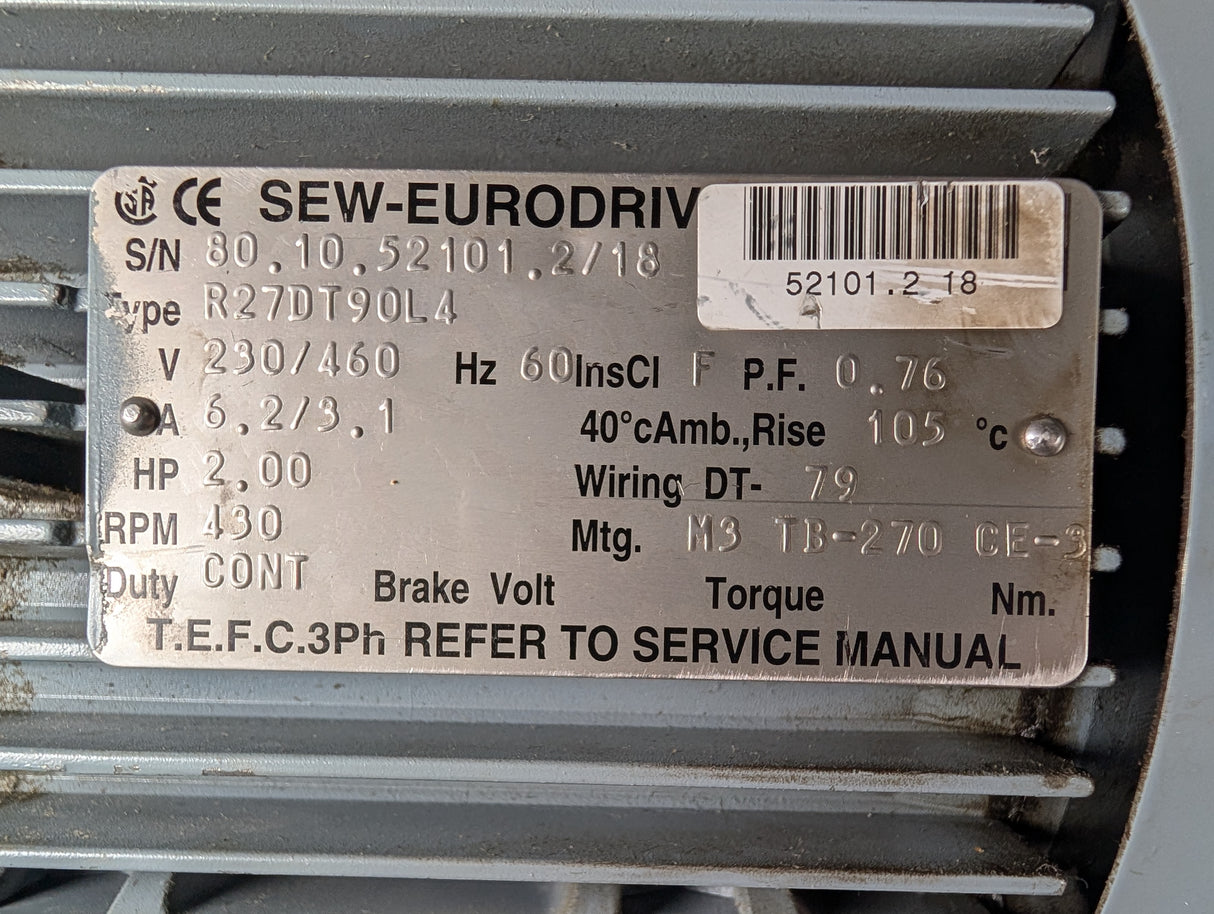 SA CE SEW-EURODRIV
52101.2 18
S/N 80.10.52101.2/18
Type R27DT90L4
V 230/460 Hz 60 InsCl F P.F. 0.76
A 6.2/3.1 40°cAmb.,Rise 105 °c
HP 2.00 Wiring DT- 79
RPM 430 Mtg. M3 TB-270 CE-3
Duty CONT Brake Volt Torque Nm.
T.E.F.C.3Ph REFER TO SERVICE MANUAL